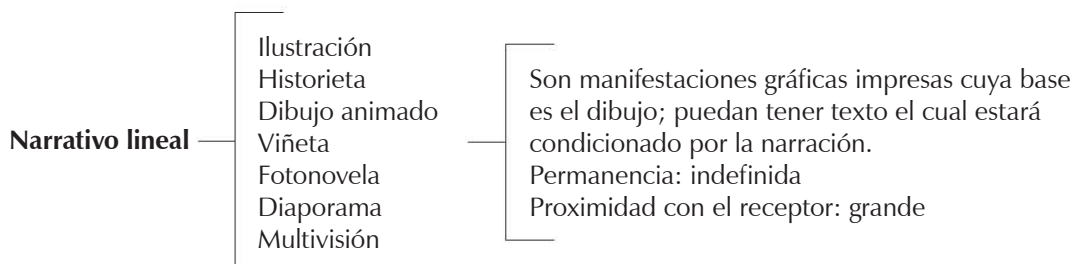 Narrativo lineal
Ilustración
Historieta
Dibujo animado
Viñeta
Fotonovela
Diaporama
Multivisión
Son manifestaciones gráficas impresas cuya base
es el dibujo; puedan tener texto el cual estará
condicionado por la narración.
Permanencia: indefinida
Proximidad con el receptor: grande